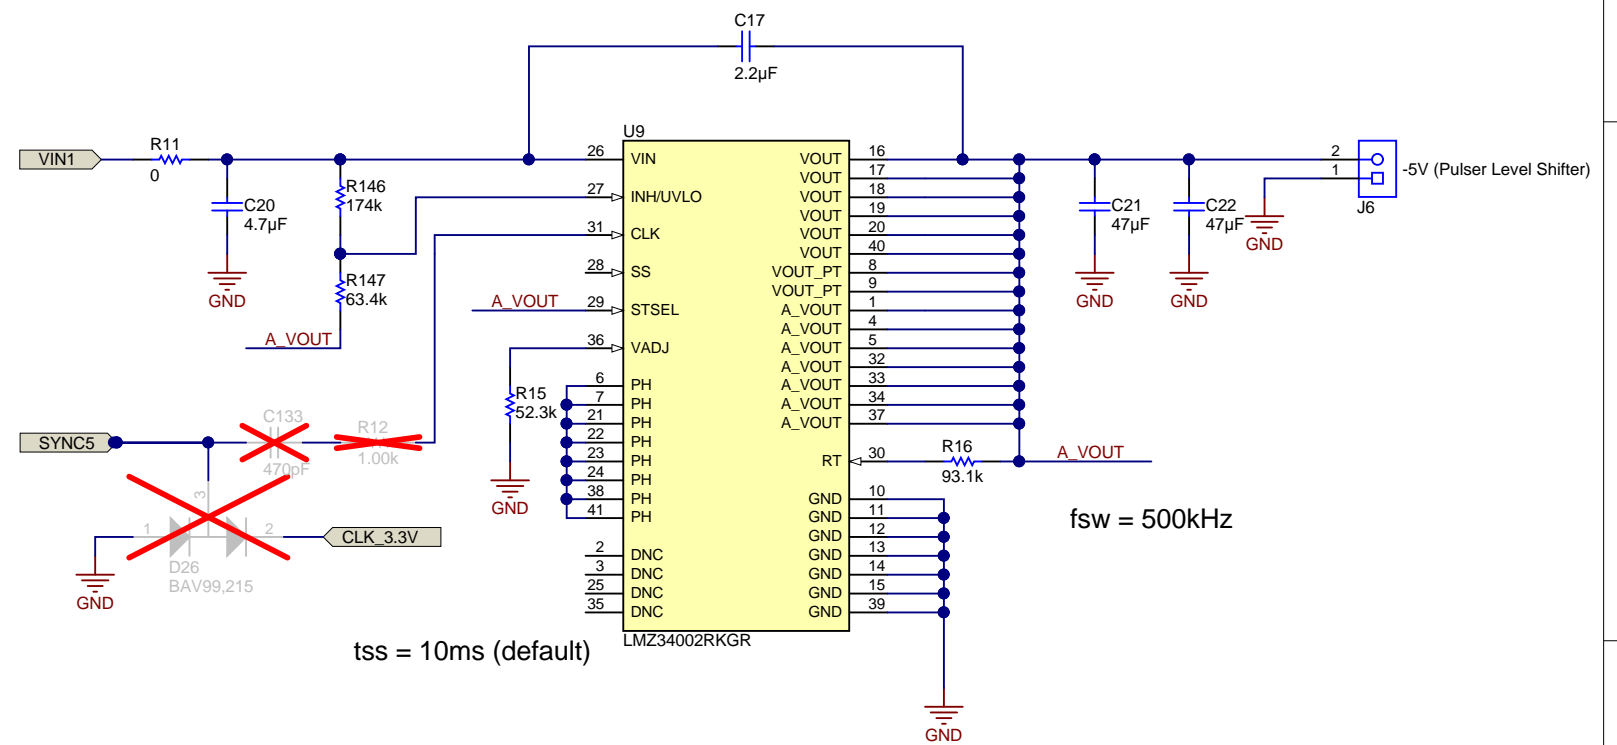 C17
2.2µF
U9
VIN1
R11
0
C20
4.7µF
GND
R146
174k
R147
63.4k
A_VOUT
A_VOUT
R15
52.3k
GND
SYNC5
C133
470pF
R12
1.00k
3
1
2
D26
BAV99,215
CLK_3.3V
GND
tss = 10ms (default)
26 VIN
27 INH/UVLO
31 CLK
28 SS
29 STSEL
36 VADJ
6 PH
7 PH
21 PH
22 PH
23 PH
24 PH
38 PH
41 PH
2 DNC
3 DNC
25 DNC
35 DNC
VOUT 16
VOUT 17
VOUT 18
VOUT 19
VOUT 20
VOUT 40
VOUT_PT 8
VOUT_PT 9
A_VOUT 1
A_VOUT 4
A_VOUT 5
A_VOUT 32
A_VOUT 33
A_VOUT 34
A_VOUT 37
RT 30
GND 10
GND 11
GND 12
GND 13
GND 14
GND 15
GND 39
LMZ34002RKGR
R16
93.1k
A_VOUT
fsw = 500kHz
GND
C21
47µF
GND
C22
47µF
GND
GND
2
1
J6
-5V (Pulser Level Shifter)